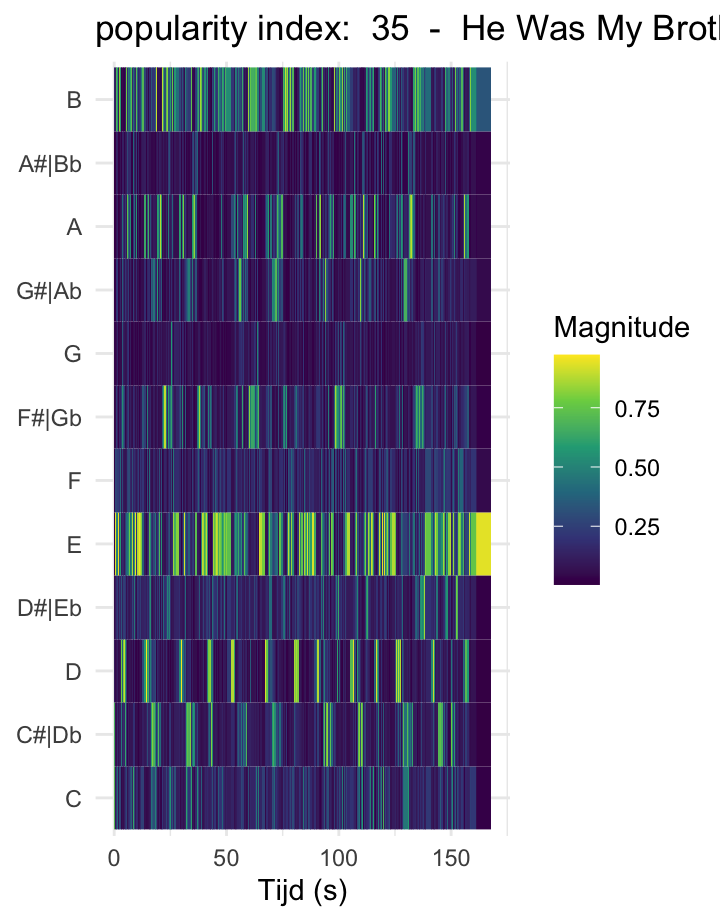 popularity index:  35  -  He Was My
B
A#|Bb
A
G#|Ab
G
F#|Gb
F
E
D#|Eb
D
C#|Db
C
0
50
100
150
Tijd (s)
Magnitude
0.75
0.50
0.25